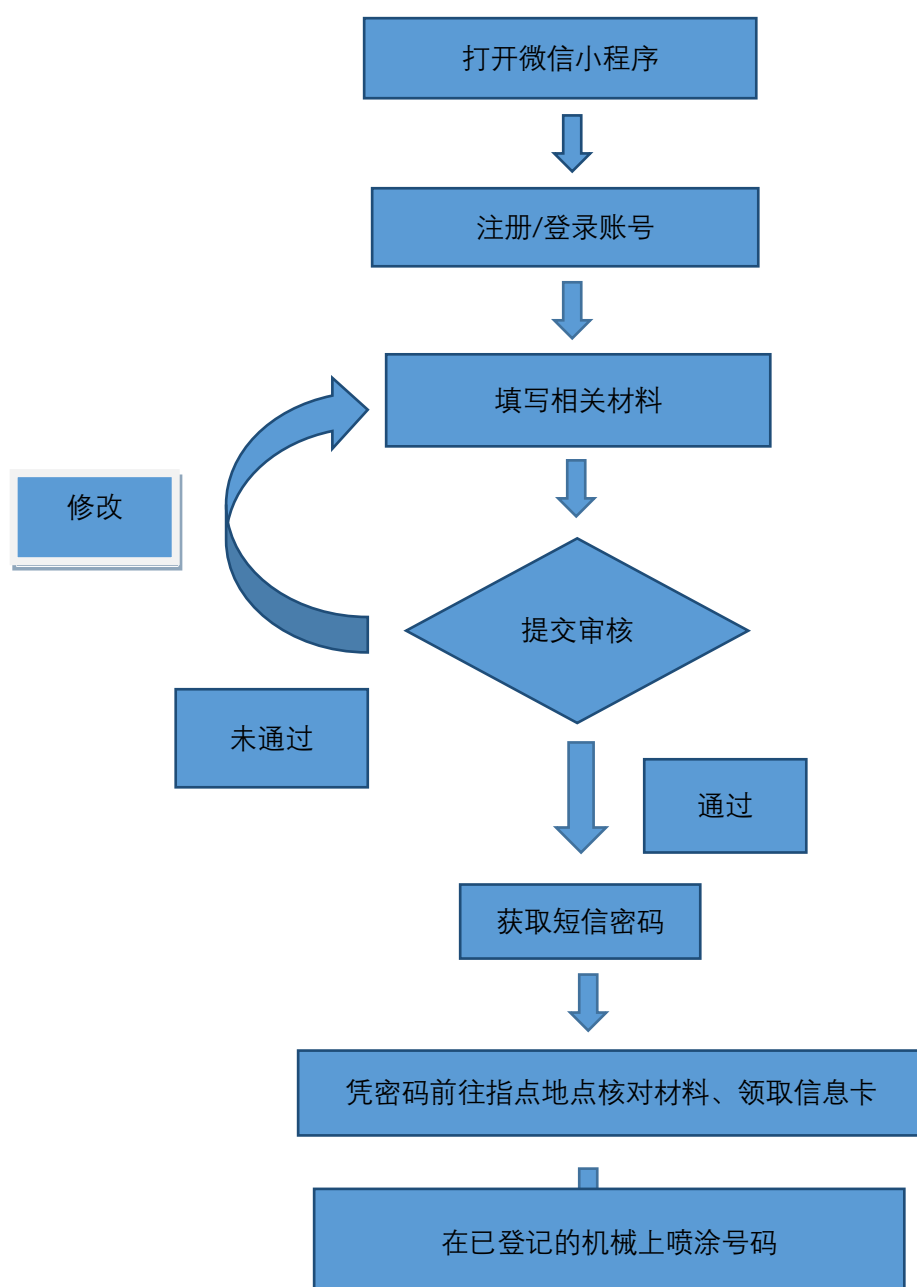 打开微信小程序
注册/登录账号
填写相关材料
修改
提交审核
未通过
通过
获取短信密码
凭密码前往指点地点核对材料、领取信息卡
在已登记的机械上喷涂号码